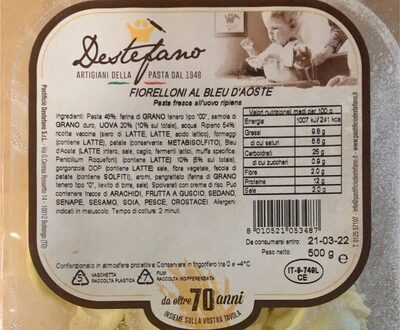 Destefano
ARTIGIANI DELLA PASTA DAL 1948
FIORELLONI AL BLEU D'AOSTE
Pasta fresca all'uovo ripiena
Ingredienti: Pasta 46%: farina di GRANO tenero tipo "00", semola di
GRANO duro, UOVA 20% (10% sul totale), acqua. Ripieno 54%:
ricotta vaccina (siero di LATTE, LATTE, acido lattico), formaggi
(contiene LATTE), patate (conservante: METABISOLFITO), Bleu
d'Aoste (LATTE intero, sale, caglio, fermenti lattici, muffa specifica:
Penicillium Roqueforti) (contiene LATTE) 10% (5% sul totale),
gorgonzola DOP (contiene LATTE) sale, fibra vegetale, fecola di
patate (contiene SOLFITI), aromi, pangrattato (farina di GRANO
tenero tipo "0", lievito di birra, sale). Spolverati con crema di riso. Può
contenere tracce di ARACHIDI, FRUTTA A GUSCIO, SEDANO,
SENAPE, SESAMO, SOIA, PESCE, CROSTACEI. Allergeni
indicati in maiuscolo. Tempo di cottura: 2 minuti.
Valori nutrizionali medi per 100 g
Energia 1007 KJ/241 kcal
Grassi 9.8 g
di cui saturi 6.6 g
Carboidrati 25 g
di cui zuccheri 0.9 g
Fibre 2.0 g
Proteine 12 g
Sale 2.0 g
8 010521 053487
Da consumarsi entro: 21-03-22
Peso netto 500 g
Confezionato in atmosfera protettiva Conservare in frigorifero tra 0 e +4°C
5 PS
VASCHETTA
RACCOLTA PLASTICA
7 PLM
RACCOLTA INDIFFERENZIATA
IT-9-749L
CE
da oltre 70 anni
INSIEME SULLA VOSTRA TAVOLA